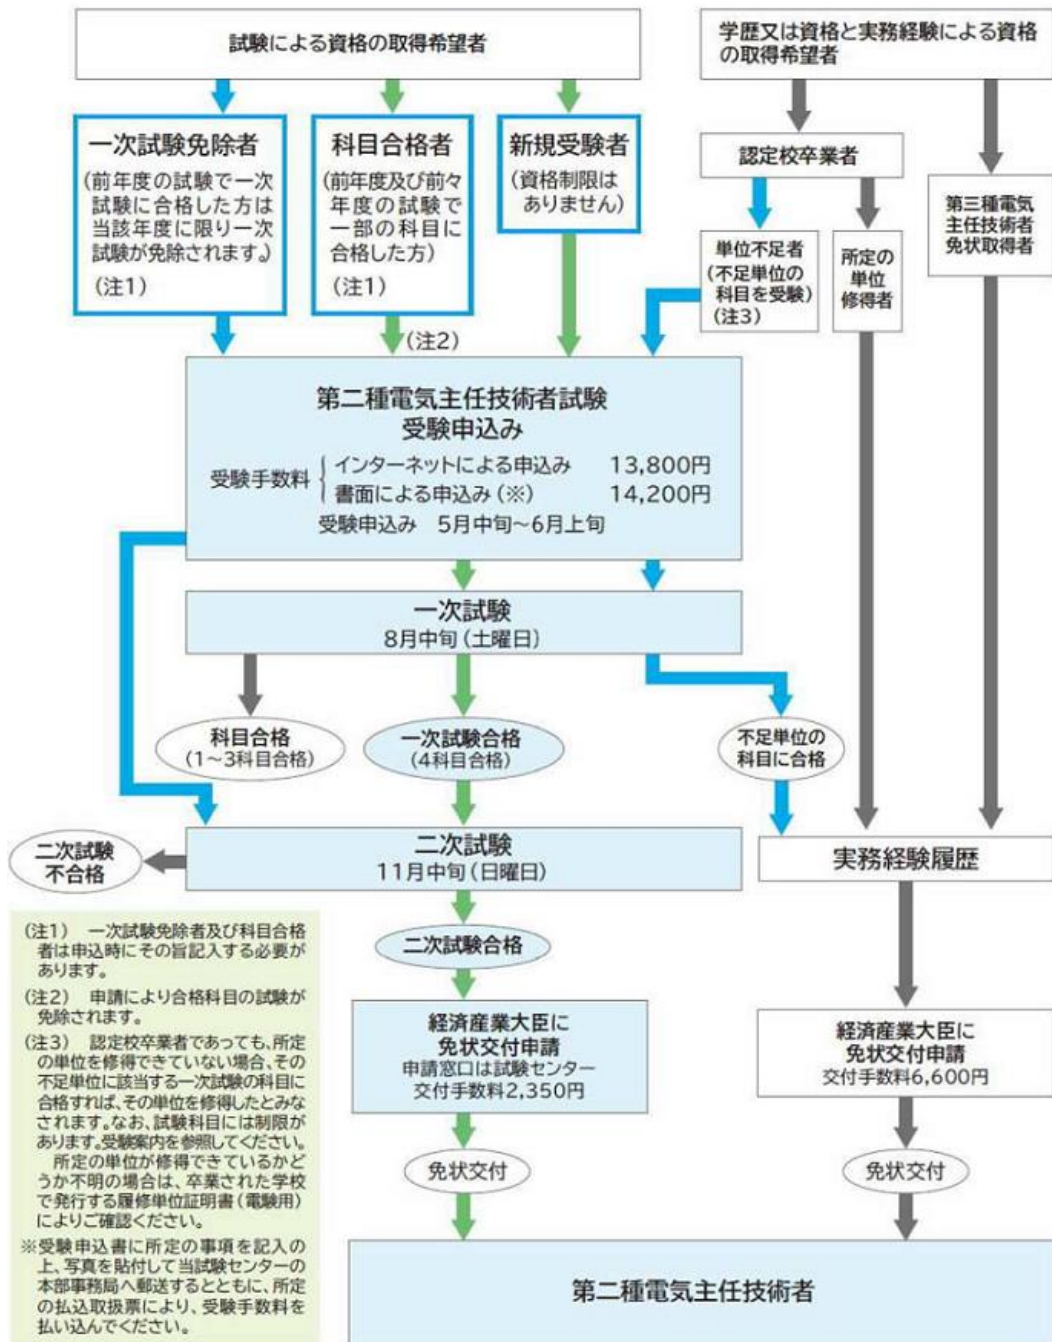 試験による資格の取得希望者
学歴又は資格と実務経験による資格
の取得希望者
一次試験免除者
(前年度の試験で一次
試験に合格した方は
当該年度に限り一次
試験が免除されます。)
(注1)
科目合格者
(前年度及び前々
年度の試験で
一部の科目に
合格した方)
(注1)
新規受験者
(資格制限は
ありません)
認定校卒業者
単位不足者
(不足単位の
科目を受験)
(注3)
所定の
単位
修得者
第三種電気
主任技術者
免状取得者
(注2)
第二種電気主任技術者試験
受験申込み
受験手数料
インターネットによる申込み 13,800円
書面による申込み(※) 14,200円
受験申込み 5月中旬～6月上旬
一次試験
8月中旬(土曜日)
科目合格
(1～3科目合格)
一次試験合格
(4科目合格)
不足単位の
科目に合格
二次試験
11月中旬(日曜日)
二次試験
不合格
実務経験履歴
二次試験合格
経済産業大臣に
免状交付申請
申請窓口は試験センター
交付手数料2,350円
経済産業大臣に
免状交付申請
交付手数料6,600円
免状交付
免状交付
第二種電気主任技術者
(注1) 一次試験免除者及び科目合格
者は申込時にその旨記入する必要が
あります。
(注2) 申請により合格科目の試験が
免除されます。
(注3) 認定校卒業者であっても、所定
の単位を修得できていない場合、その
不足単位に該当する一次試験の科目に
合格すれば、その単位を修得したとみな
されます。なお、試験科目には制限が
あります。受験案内を参照してください。
所定の単位が修得できているかど
うか不明の場合は、卒業された学校
で発行する履修単位証明書(電験用)
によりご確認ください。
※受験申込書に所定の事項を記入の
上、写真を貼付して当試験センターの
本部事務局へ郵送するとともに、所定
の払込取扱票により、受験手数料を
払い込んでください。